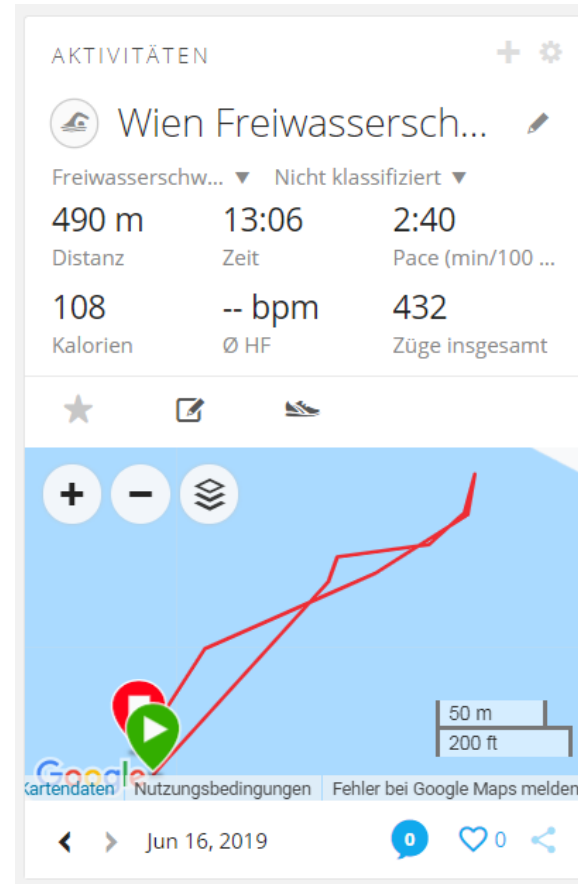 AKTIVITÄTEN
Wien Freiwassersch...
Freiwasserschw... ▼ Nicht klassifiziert ▼
490 m 13:06 2:40
Distanz Zeit Pace (min/100 ...
108 -- bpm 432
Kalorien Ø HF Züge insgesamt
50 m
200 ft
Google
Kartendaten Nutzungsbedingungen Fehler bei Google Maps melden
Jun 16, 2019 0 0